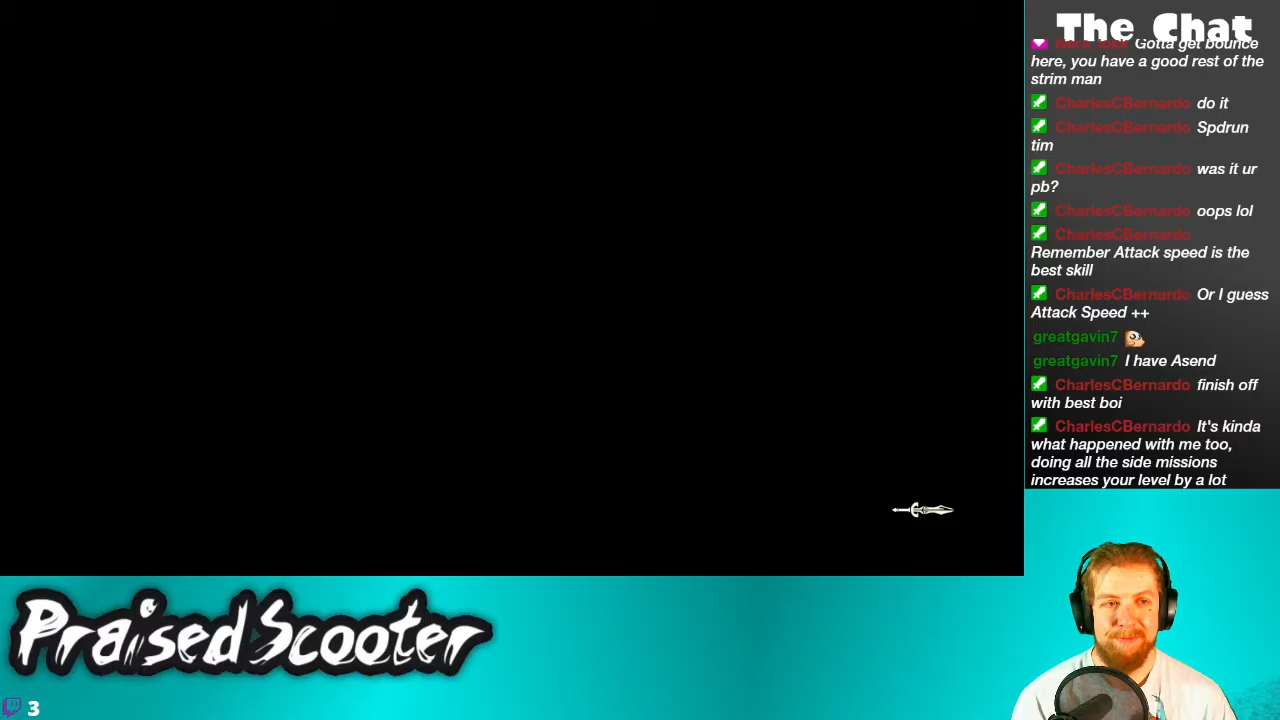 The Chat
Gotta get bounce
here, you have a good rest of the
strim man
CharlesCBernardo do it
CharlesCBernardo Spdrun
tim
CharlesCBernardo was it ur
pb?
CharlesCBernardo oops lol
CharlesCBernardo
Remember Attack speed is the
best skill
CharlesCBernardo Or I guess
Attack Speed ++
greatgavin7
greatgavin7 I have Asend
CharlesCBernardo finish off
with best boi
CharlesCBernardo It's kinda
what happened with me too,
doing all the side missions
increases your level by a lot
PraisedScooter
3